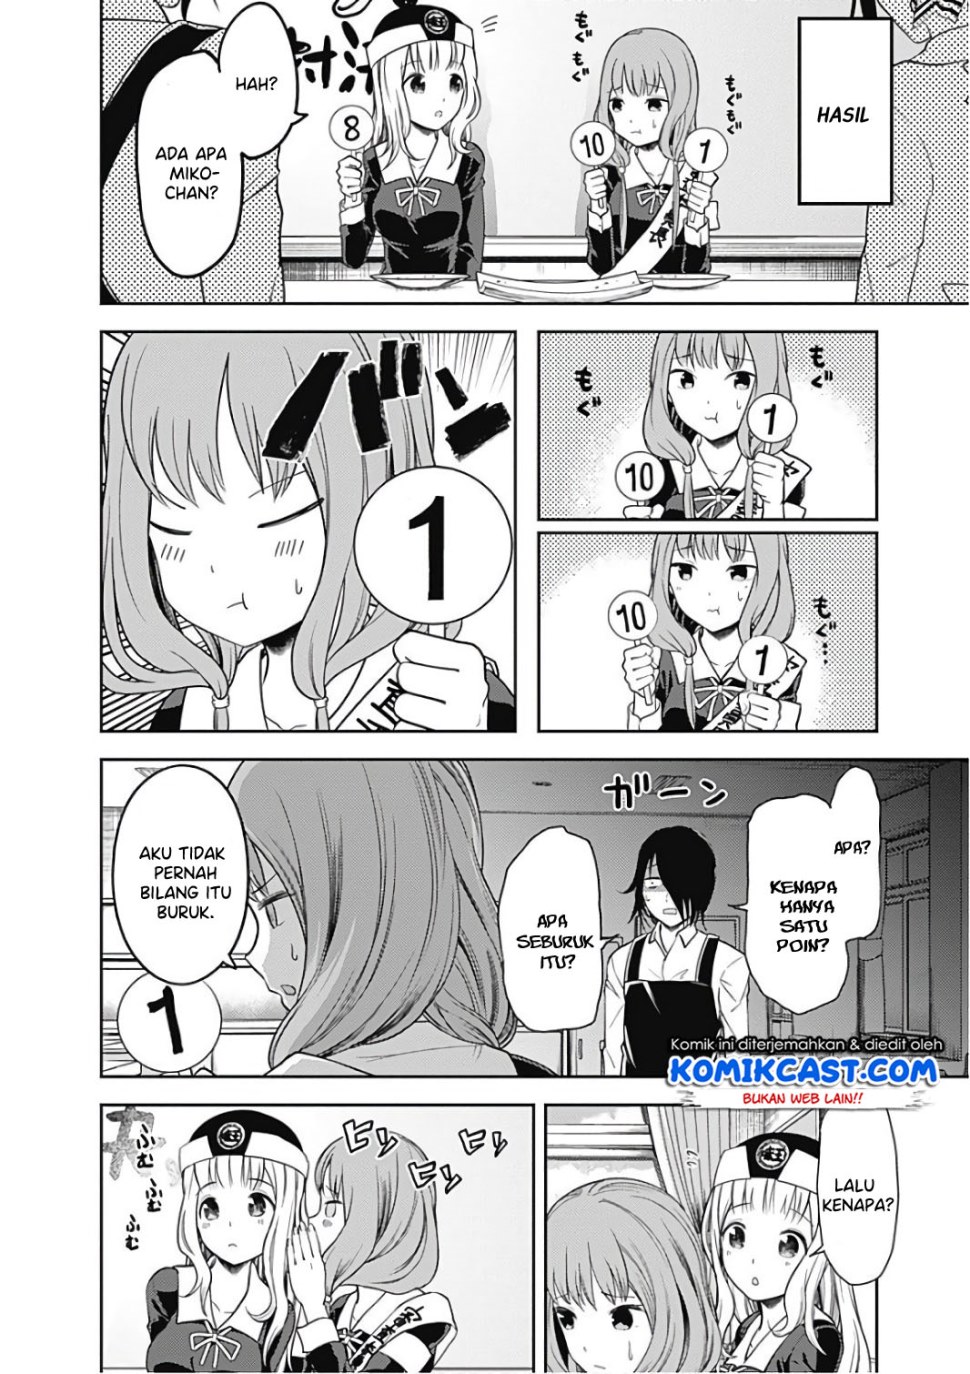 HASIL
もぐもぐ
もぐもぐ
10
1
8
HAH?
ADA APA
MIKO-
CHAN?
もぐ
もぐ
1
10
もぐ…
10
1
バン
1
ガーン
APA?
KENAPA
HANYA
SATU
POIN?
APA
SEBURUK
ITU?
AKU TIDAK
PERNAH
BILANG ITU
BURUK.
1
Komik ini diterjemahkan & diedit oleh
KOMIKCAST.COM
BUKAN WEB LAIN!!
LALU
KENAPA?
ヒソ
ヒソ
ヒソ
ふむ
ふむ
ふむ